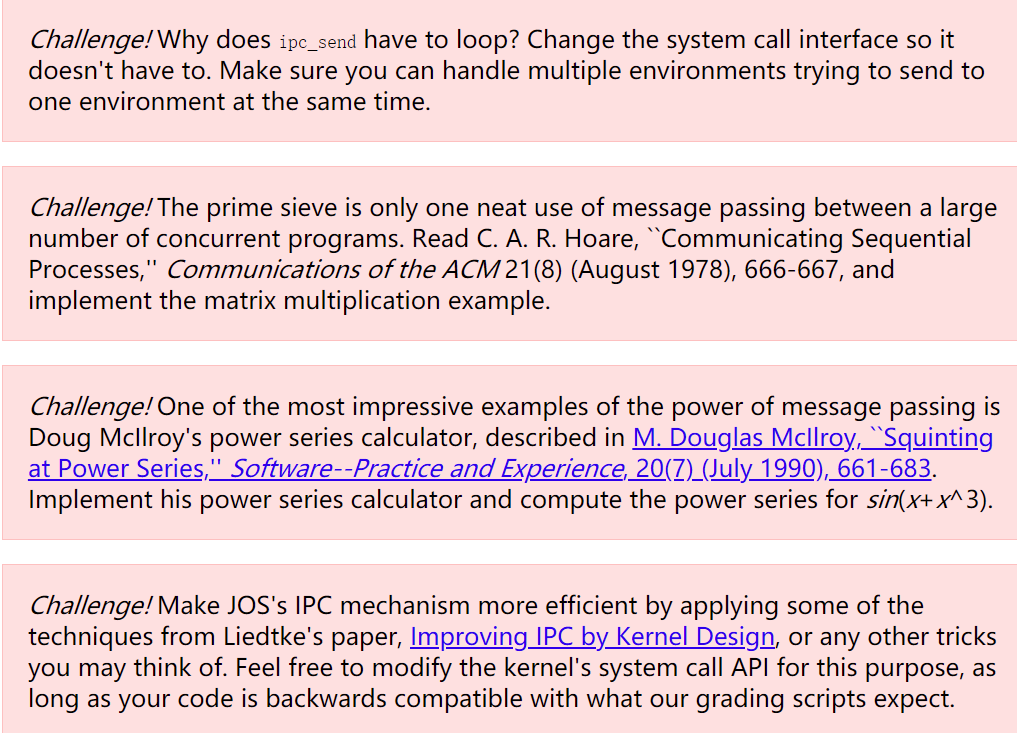 Challenge! Why does ipc_send have to loop? Change the system call interface so it
doesn't have to. Make sure you can handle multiple environments trying to send to
one environment at the same time.
Challenge! The prime sieve is only one neat use of message passing between a large
number of concurrent programs. Read C. A. R. Hoare, ``Communicating Sequential
Processes,'' Communications of the ACM 21(8) (August 1978), 666-667, and
implement the matrix multiplication example.
Challenge! One of the most impressive examples of the power of message passing is
Doug McIlroy's power series calculator, described in M. Douglas McIlroy, ``Squinting
at Power Series,'' Software--Practice and Experience, 20(7) (July 1990), 661-683.
Implement his power series calculator and compute the power series for sin(x+x^3).
Challenge! Make JOS's IPC mechanism more efficient by applying some of the
techniques from Liedtke's paper, Improving IPC by Kernel Design, or any other tricks
you may think of. Feel free to modify the kernel's system call API for this purpose, as
long as your code is backwards compatible with what our grading scripts expect.